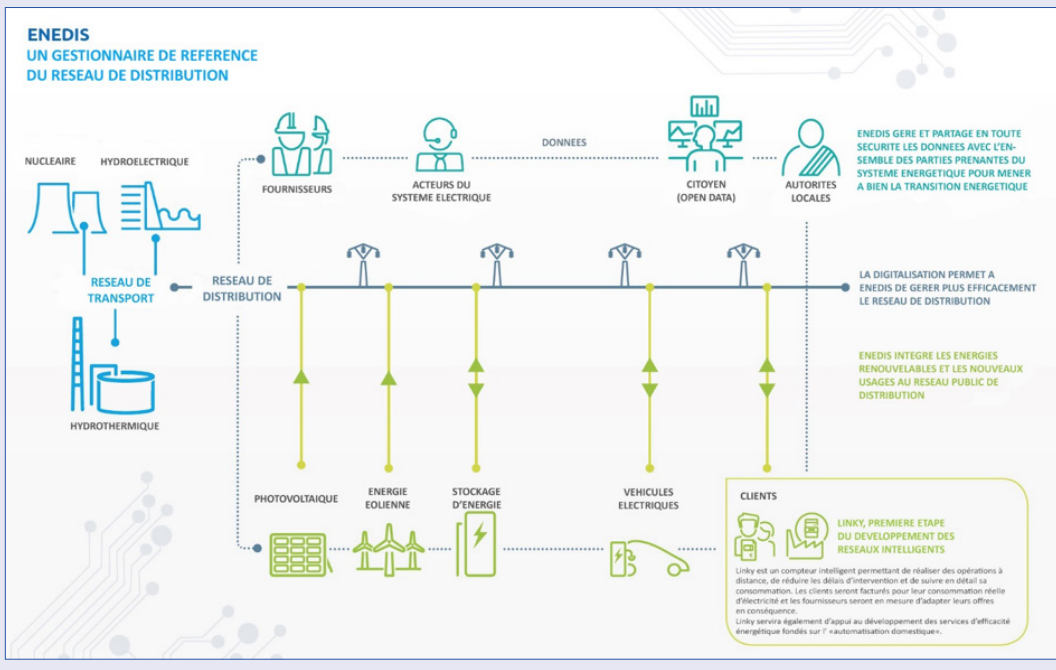 ENEDIS
UN GESTIONNAIRE DE REFERENCE
DU RESEAU DE DISTRIBUTION
NUCLEAIRE
HYDROELECTRIQUE
RESEAU DE
TRANSPORT
HYDROTHERMIQUE
FOURNISSEURS
ACTEURS DU
SYSTEME ELECTRIQUE
DONNEES
CITOYEN
(OPEN DATA)
AUTORITES
LOCALES
ENEDIS GERE ET PARTAGE EN TOUTE
SECURITE LES DONNEES AVEC L'EN-
SEMBLE DES PARTIES PRENANTES DU
SYSTEME ENERGETIQUE POUR MENER
A BIEN LA TRANSITION ENERGETIQUE
RESEAU DE
DISTRIBUTION
LA DIGITALISATION PERMET A
ENEDIS DE GERER PLUS EFFICACEMENT
LE RESEAU DE DISTRIBUTION
ENEDIS INTEGRE LES ENERGIES
RENOUVELABLES ET LES NOUVEAUX
USAGES AU RESEAU PUBLIC DE
DISTRIBUTION
PHOTOVOLTAIQUE
ENERGIE
EOLIENNE
STOCKAGE
D'ENERGIE
VEHICULES
ELECTRIQUES
CLIENTS
LINKY, PREMIERE ETAPE
DU DEVELOPPEMENT DES
RESEAUX INTELLIGENTS
Linky est un compteur intelligent permettant de réaliser des opérations à
distance, de réduire les délais d'intervention et de suivre en détail sa
consommation. Les clients seront facturés pour leur consommation réelle
d'électricité et les fournisseurs seront en mesure d'adapter leurs offres
en conséquence.
Linky servira également d'appui au développement des services d'efficacité
énergétique fondés sur l' «automatisation domestique».